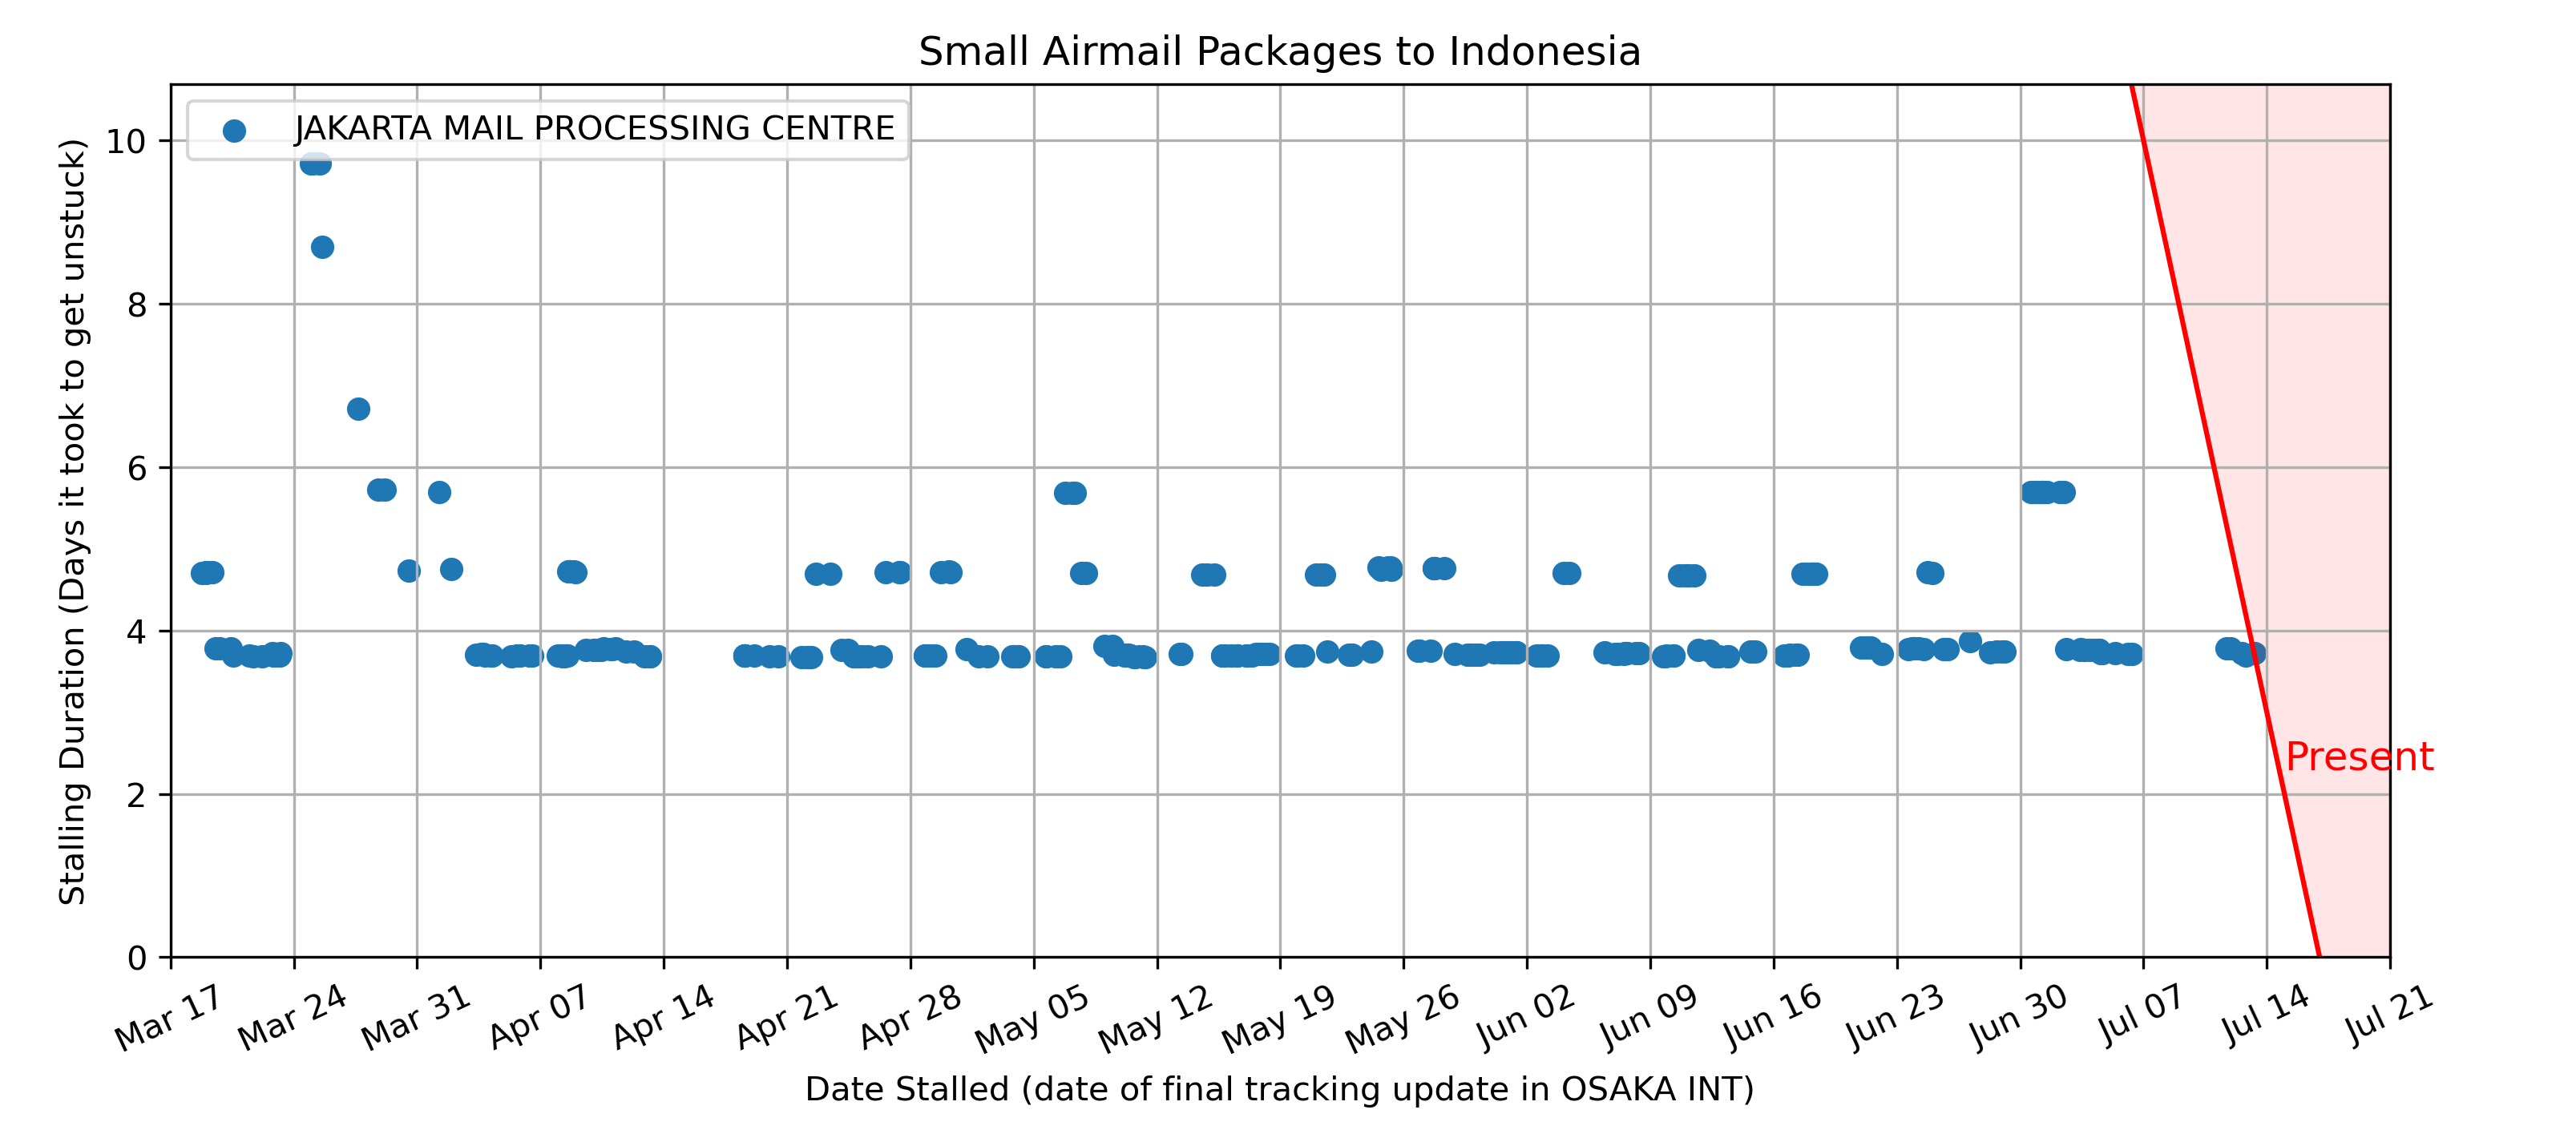 Small Airmail Packages to Indonesia
JAKARTA MAIL PROCESSING CENTRE
Stalling Duration (Days it took to get unstuck)
10
8
6
4
2
0
Present
Mar 17
Mar 24
Mar 31
Apr 07
Apr 14
Apr 21
Apr 28
May 05
May 12
May 19
May 26
Jun 02
Jun 09
Jun 16
Jun 23
Jun 30
Jul 07
Jul 14
Jul 21
Date Stalled (date of final tracking update in OSAKA INT)